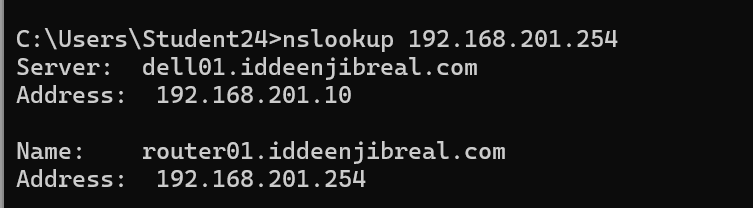 C:\Users\Student24>nslookup 192.168.201.254
Server:  dell01.iddeenjibreal.com
Address:  192.168.201.10
Name:    router01.iddeenjibreal.com
Address:  192.168.201.254